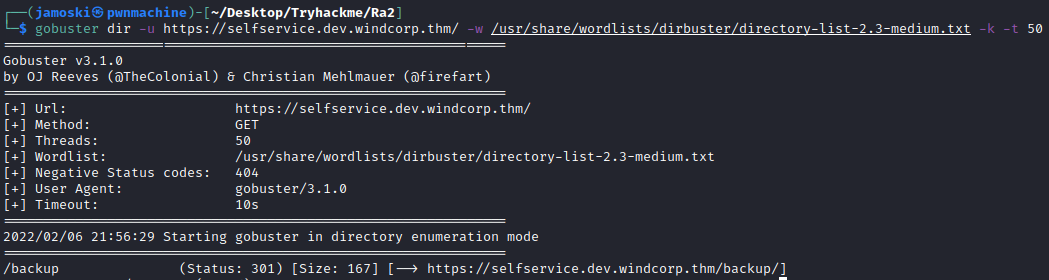 ┌──(jamoski㉿pwnmachine)-[~/Desktop/Tryhackme/Ra2]
└─$ gobuster dir -u https://selfservice.dev.windcorp.thm/ -w /usr/share/wordlists/dirbuster/directory-list-2.3-medium.txt -k -t 50
===============================================================
Gobuster v3.1.0
by OJ Reeves (@TheColonial) & Christian Mehlmauer (@firefart)
===============================================================
[+] Url:                     https://selfservice.dev.windcorp.thm/
[+] Method:                  GET
[+] Threads:                 50
[+] Wordlist:                /usr/share/wordlists/dirbuster/directory-list-2.3-medium.txt
[+] Negative Status codes:   404
[+] User Agent:              gobuster/3.1.0
[+] Timeout:                 10s
===============================================================
2022/02/06 21:56:29 Starting gobuster in directory enumeration mode
===============================================================
/backup               (Status: 301) [Size: 167] [--> https://selfservice.dev.windcorp.thm/backup/]